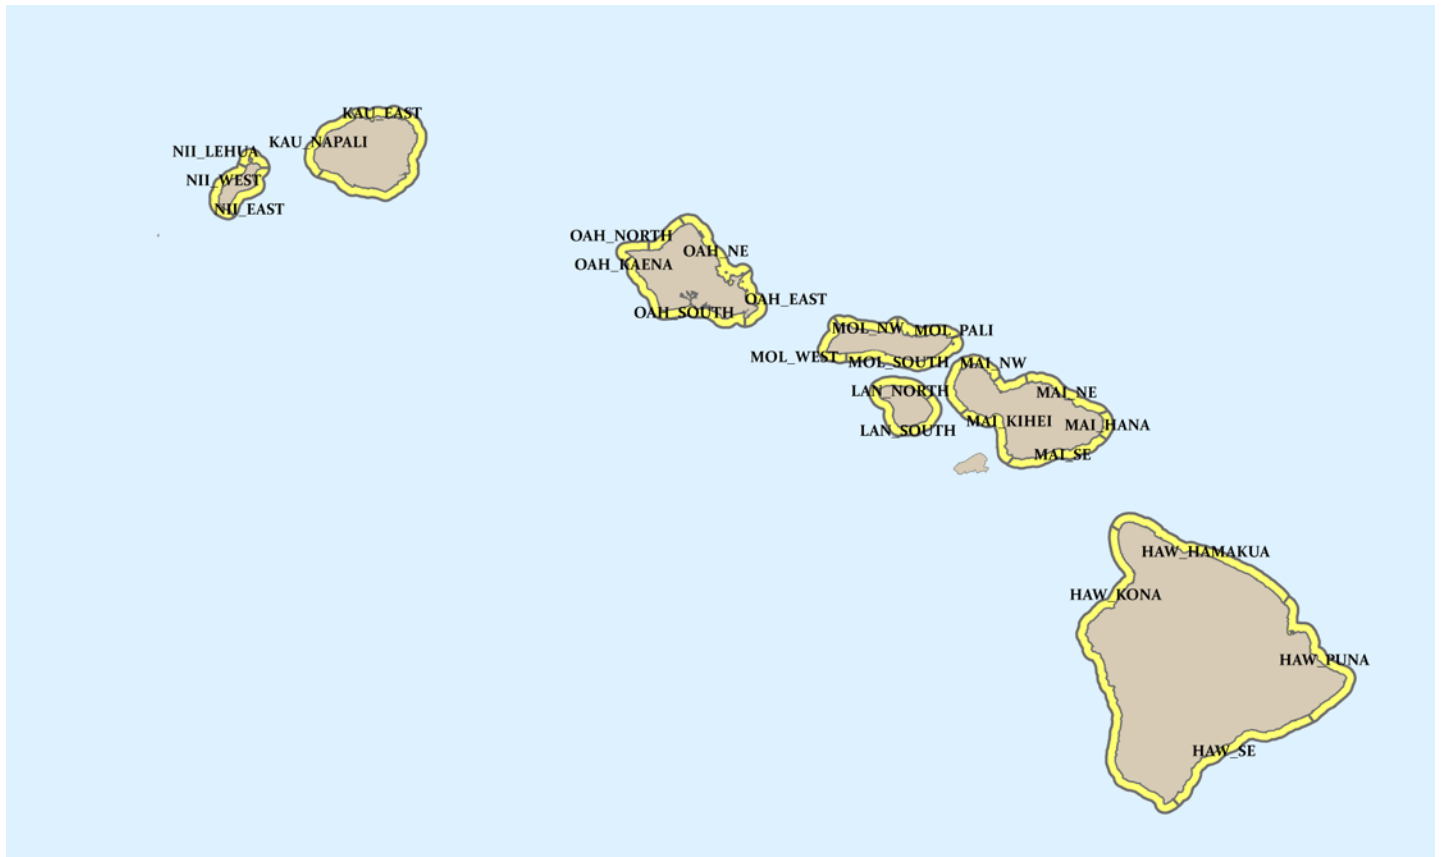 KAU_EAST
KAU_NAPALI
NII_LEHUA
NII_WEST
NII_EAST
OAH_NORTH
OAH_NE
OAH_KAENA
OAH_EAST
OAH_SOUTH
MOL_NW
MOL_PALI
MOL_WEST
MOL_SOUTH
MAI_NW
LAN_NORTH
MAI_NE
MAI_KIHEI
MAI_HANA
LAN_SOUTH
MAI_SE
HAW_HAMAKUA
HAW_KONA
HAW_PUNA
HAW_SE